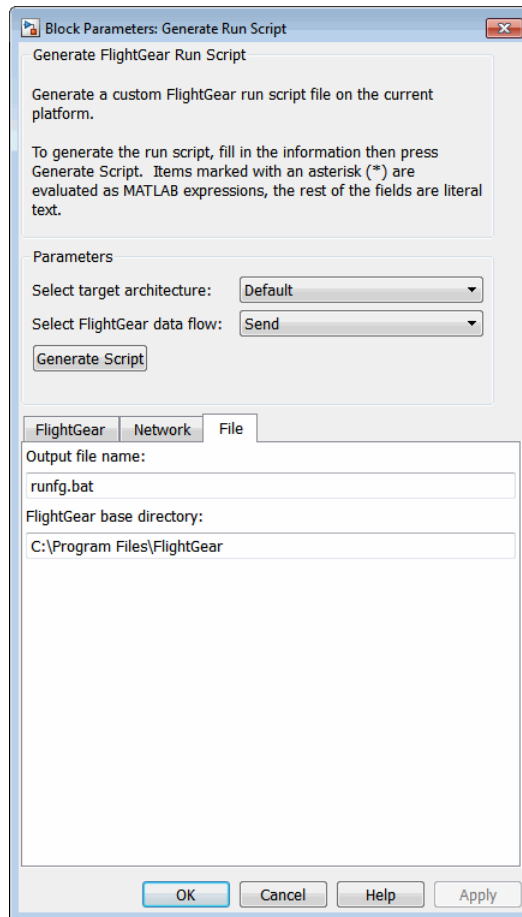 Block Parameters: Generate Run Script
Generate FlightGear Run Script
Generate a custom FlightGear run script file on the current
platform.
To generate the run script, fill in the information then press
Generate Script.  Items marked with an asterisk (*) are
evaluated as MATLAB expressions, the rest of the fields are literal
text.
Parameters
Select target architecture: Default
Select FlightGear data flow: Send
Generate Script
FlightGear Network File
Output file name:
runfg.bat
FlightGear base directory:
C:\Program Files\FlightGear
OK Cancel Help Apply